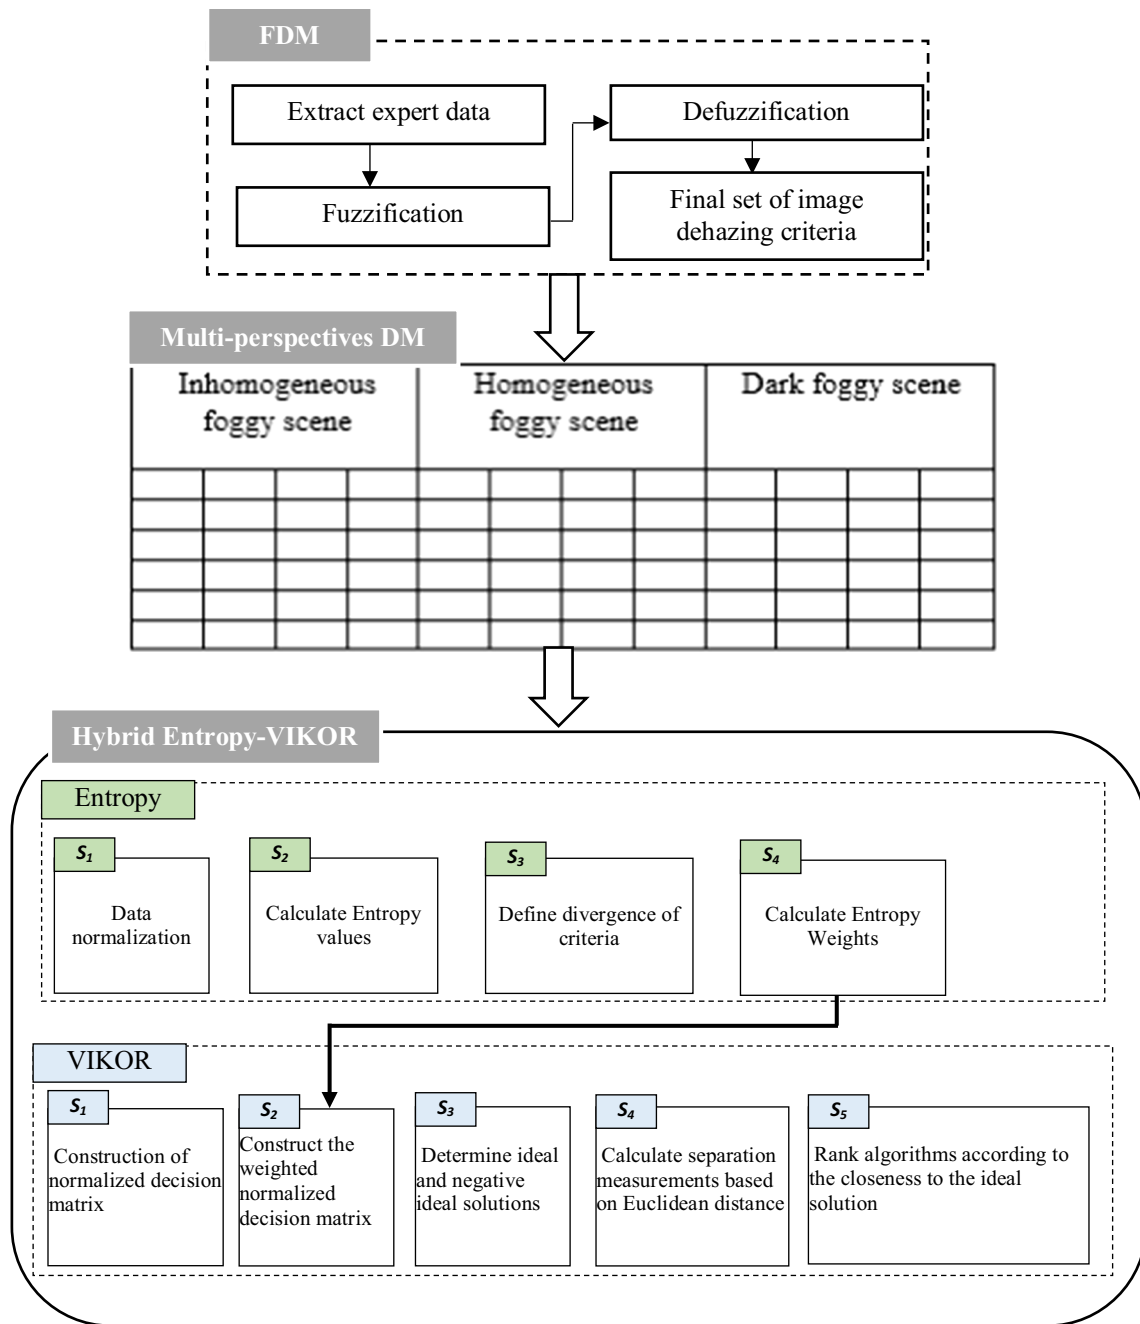 FDM
Extract expert data
Fuzzification
Defuzzification
Final set of image
dehazing criteria
Multi-perspectives DM
Inhomogeneous
foggy scene
Homogeneous
foggy scene
Dark foggy scene
Hybrid Entropy-VIKOR
Entropy
S1
Data
normalization
S2
Calculate Entropy
values
S3
Define divergence of
criteria
S4
Calculate Entropy
Weights
VIKOR
S1
Construction of
normalized decision
matrix
S2
Construct the
weighted
normalized
decision matrix
S3
Determine ideal
and negative
ideal solutions
S4
Calculate separation
measurements based
on Euclidean distance
S5
Rank algorithms according to
the closeness to the ideal
solution